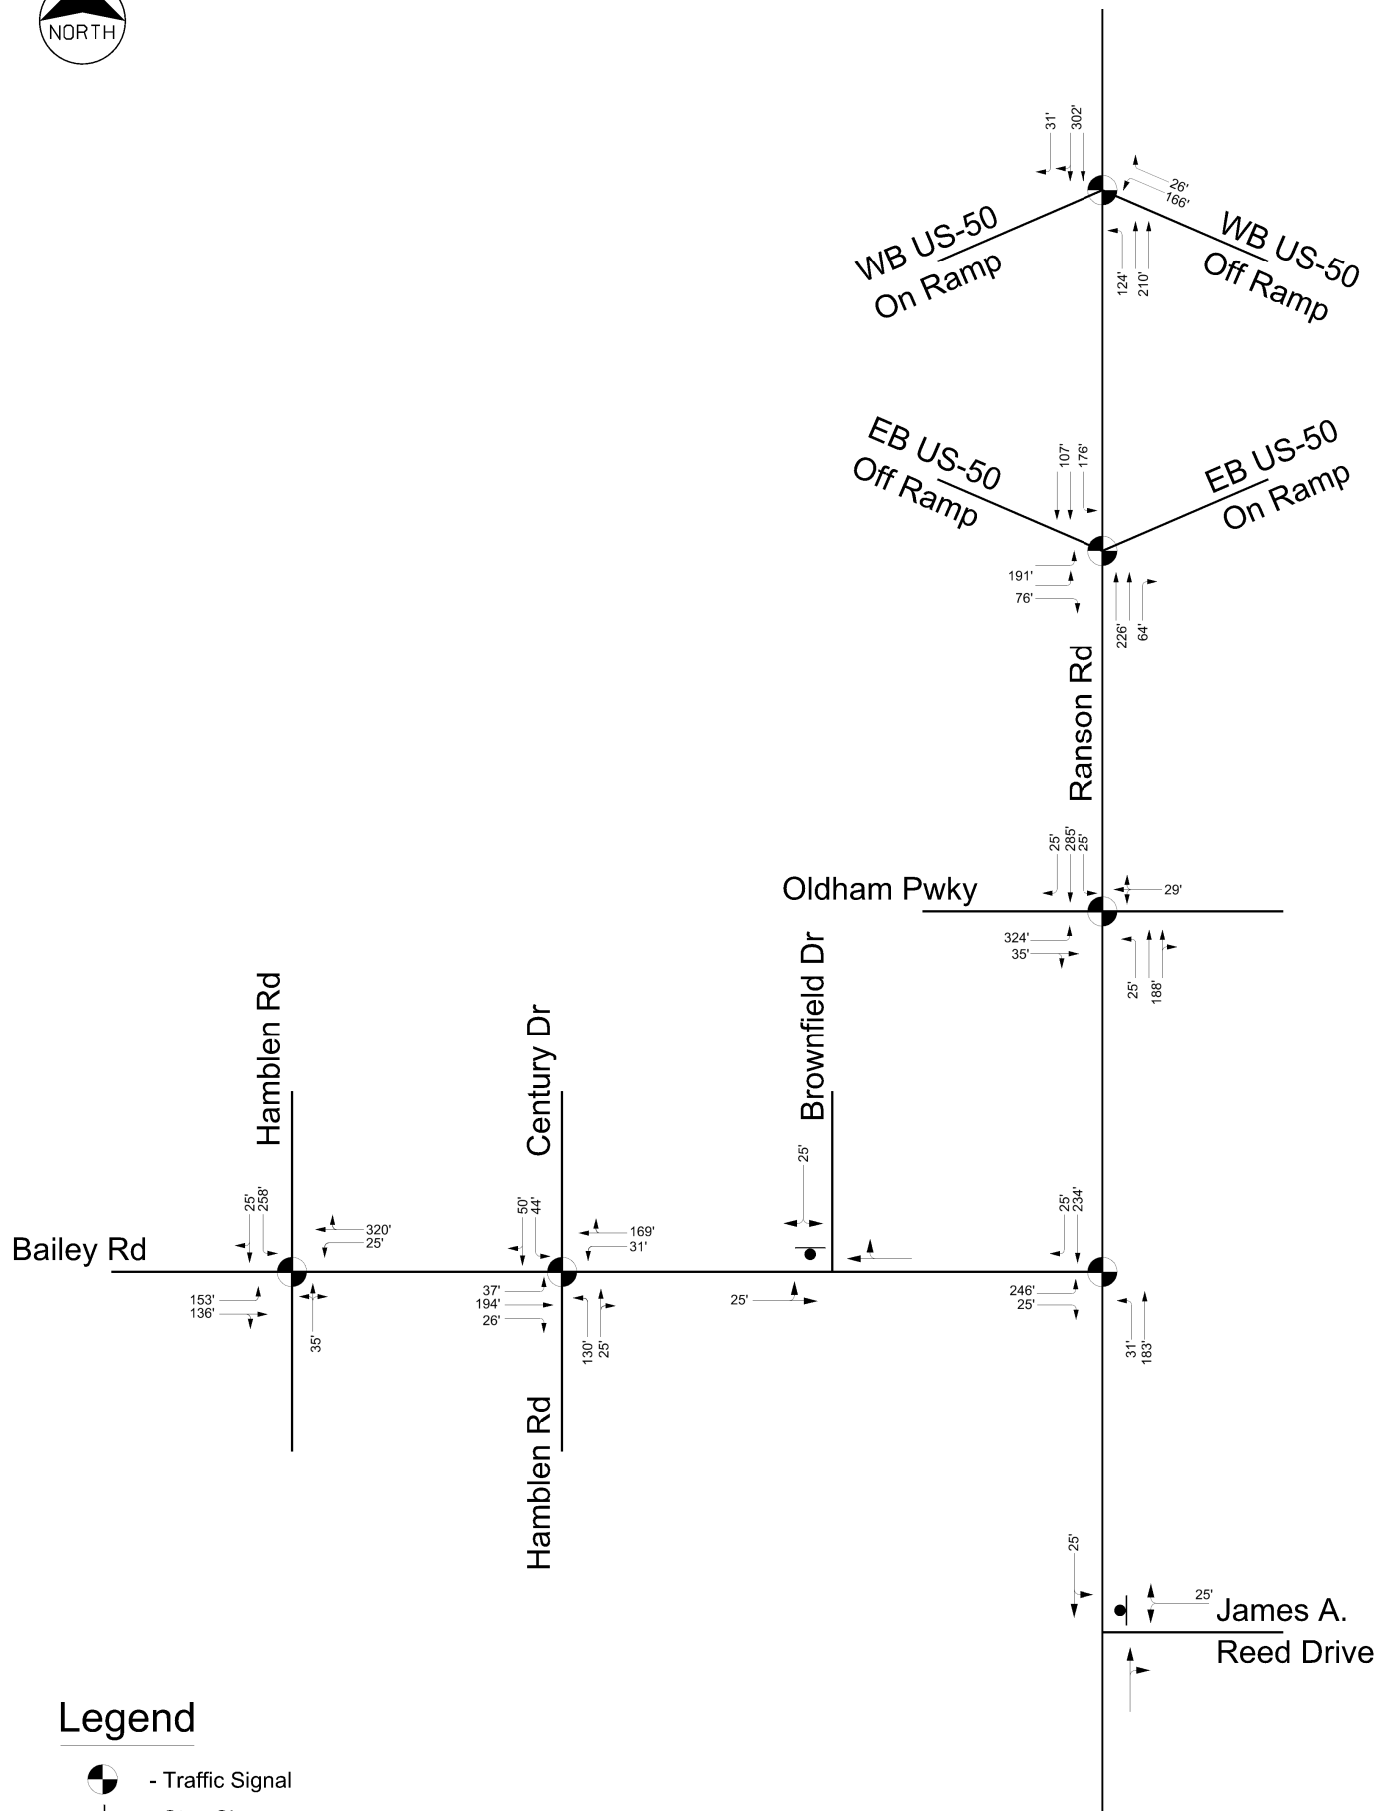 NORTH
31'
302'
26'
166'
WB US-50
On Ramp
WB US-50
Off Ramp
124'
210'
EB US-50
Off Ramp
107'
176'
EB US-50
On Ramp
191'
76'
226'
64'
Ranson Rd
25'
285'
25'
Oldham Pwky
29'
324'
35'
25'
188'
Hamblen Rd
Century Dr
Brownfield Dr
25'
25'
258'
50'
44'
25'
234'
320'
25'
169'
31'
Bailey Rd
153'
136'
35'
37'
194'
26'
130'
25'
25'
246'
25'
31'
183'
Hamblen Rd
25'
25'
James A.
Reed Drive
Legend
- Traffic Signal